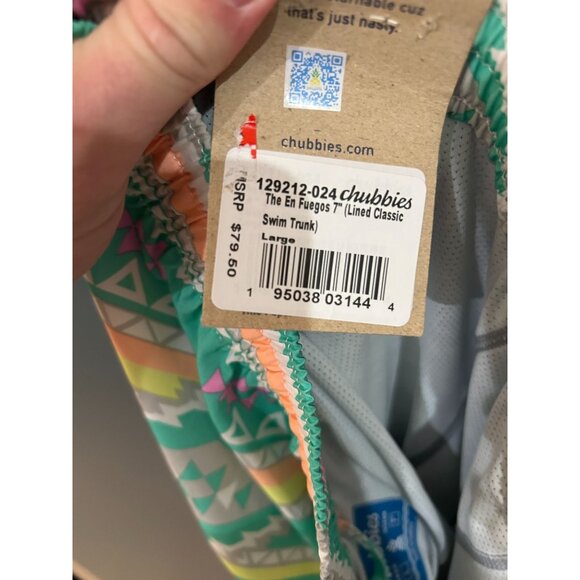 cuz
that's just nasty.
chubbies.com
129212-024 chubbies
The En Fuegos 7" (Lined Classic
Swim Trunk)
Large
MSRP $79.50
1 95038 03144 4